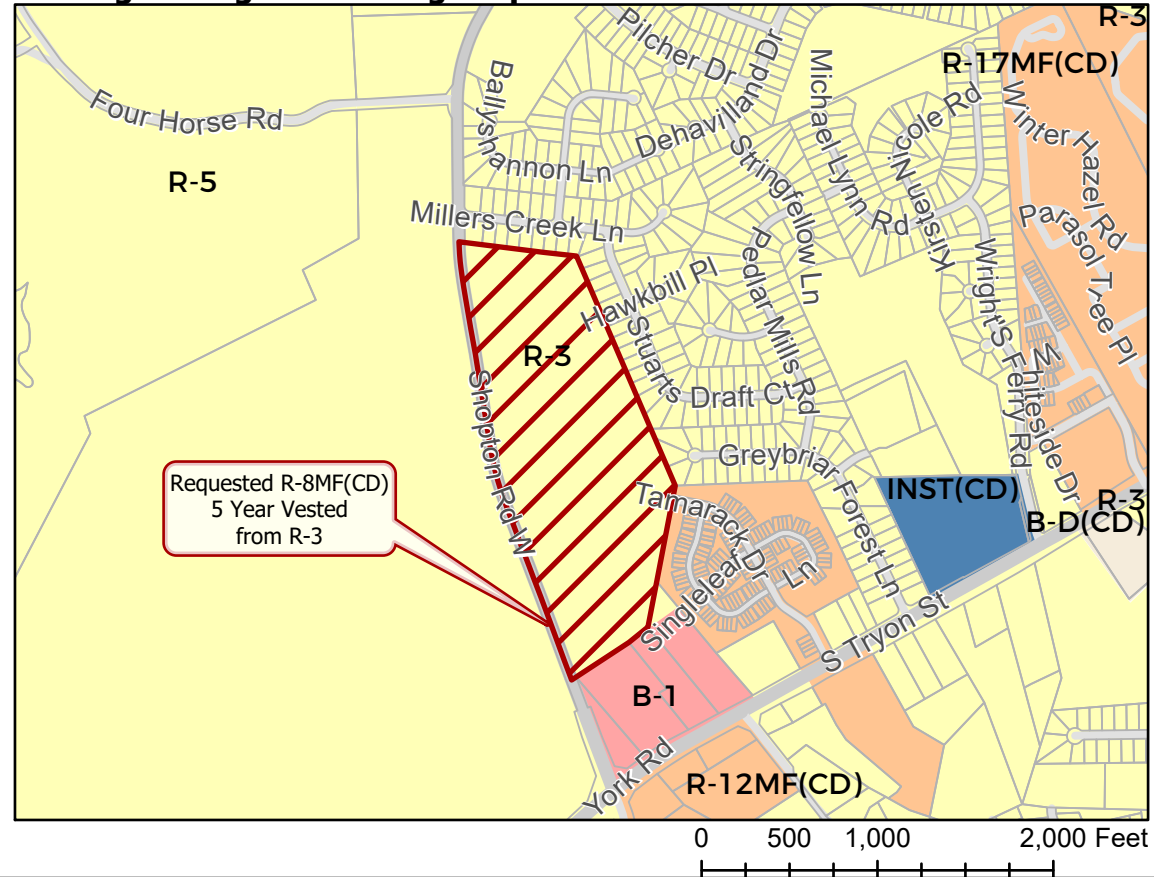 R-3
Pilcher Dr
R-17MF(CD)
Four Horse Rd
Ballyshannon Ln
Dehavilland Dr
Michael Lynn Rd
Kirsten Nicole Rd
Winter Hazel Rd
R-5
Stringfellow Ln
Millers Creek Ln
Parasol Tree Pl
Pedlar Mills Rd
Wright'S Ferry Rd
Hawkbill Pl
R-3
Stuarts Draft Ct
Shopton Rd W
Whiteside Dr
Greybriar Forest Ln
Requested R-8MF(CD)
5 Year Vested
from R-3
INST(CD)
R-3
B-D(CD)
Tamarack Dr
Singleleaf Ln
S Tryon St
B-1
York Rd
R-12MF(CD)
0 500 1,000 2,000 Feet